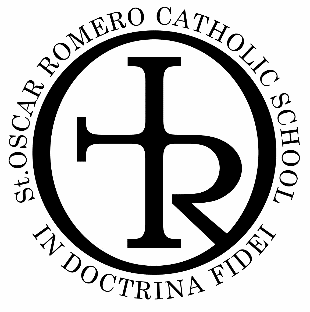 St.OSCAR ROMERO CATHOLIC SCHOOL
IN DOCTRINA FIDEI
R